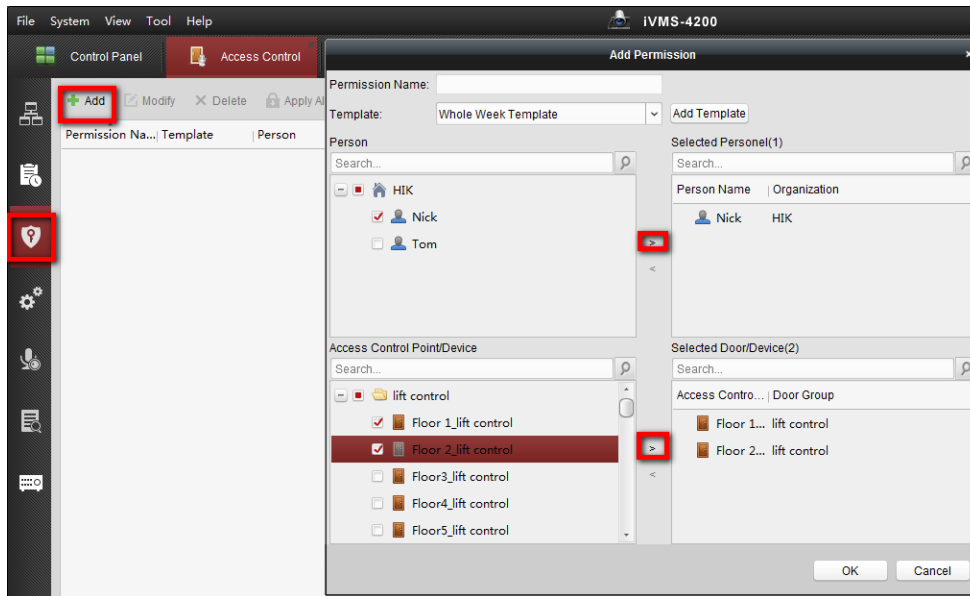 File System View Tool Help
iVMS-4200
Control Panel
Access Control
Add Permission
Add Modify Delete Apply Al
Permission Na... Template Person
Permission Name:
Template: Whole Week Template Add Template
Person
Search...
HIK
Nick
Tom
>
<
Selected Personel(1)
Search...
Person Name Organization
Nick HIK
Access Control Point/Device
Search...
lift control
Floor 1_lift control
Floor 2_lift control
Floor3_lift control
Floor4_lift control
Floor5_lift control
>
<
Selected Door/Device(2)
Search...
Access Contro... Door Group
Floor 1... lift control
Floor 2... lift control
OK Cancel